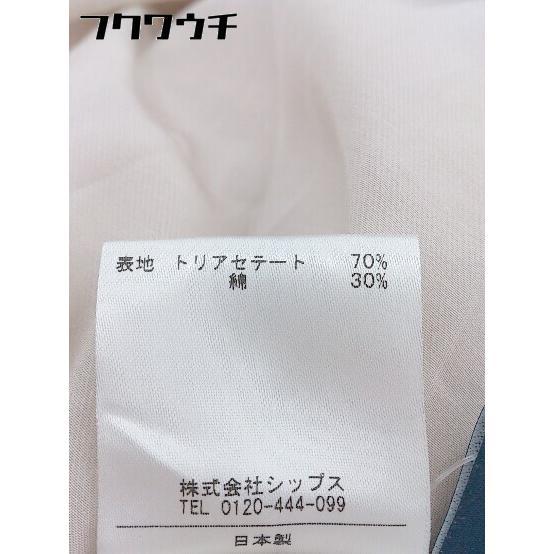 フクワウチ
表地 トリアセテート 70%
綿 30%
株式会社シップス
TEL 0120-444-099
日本製